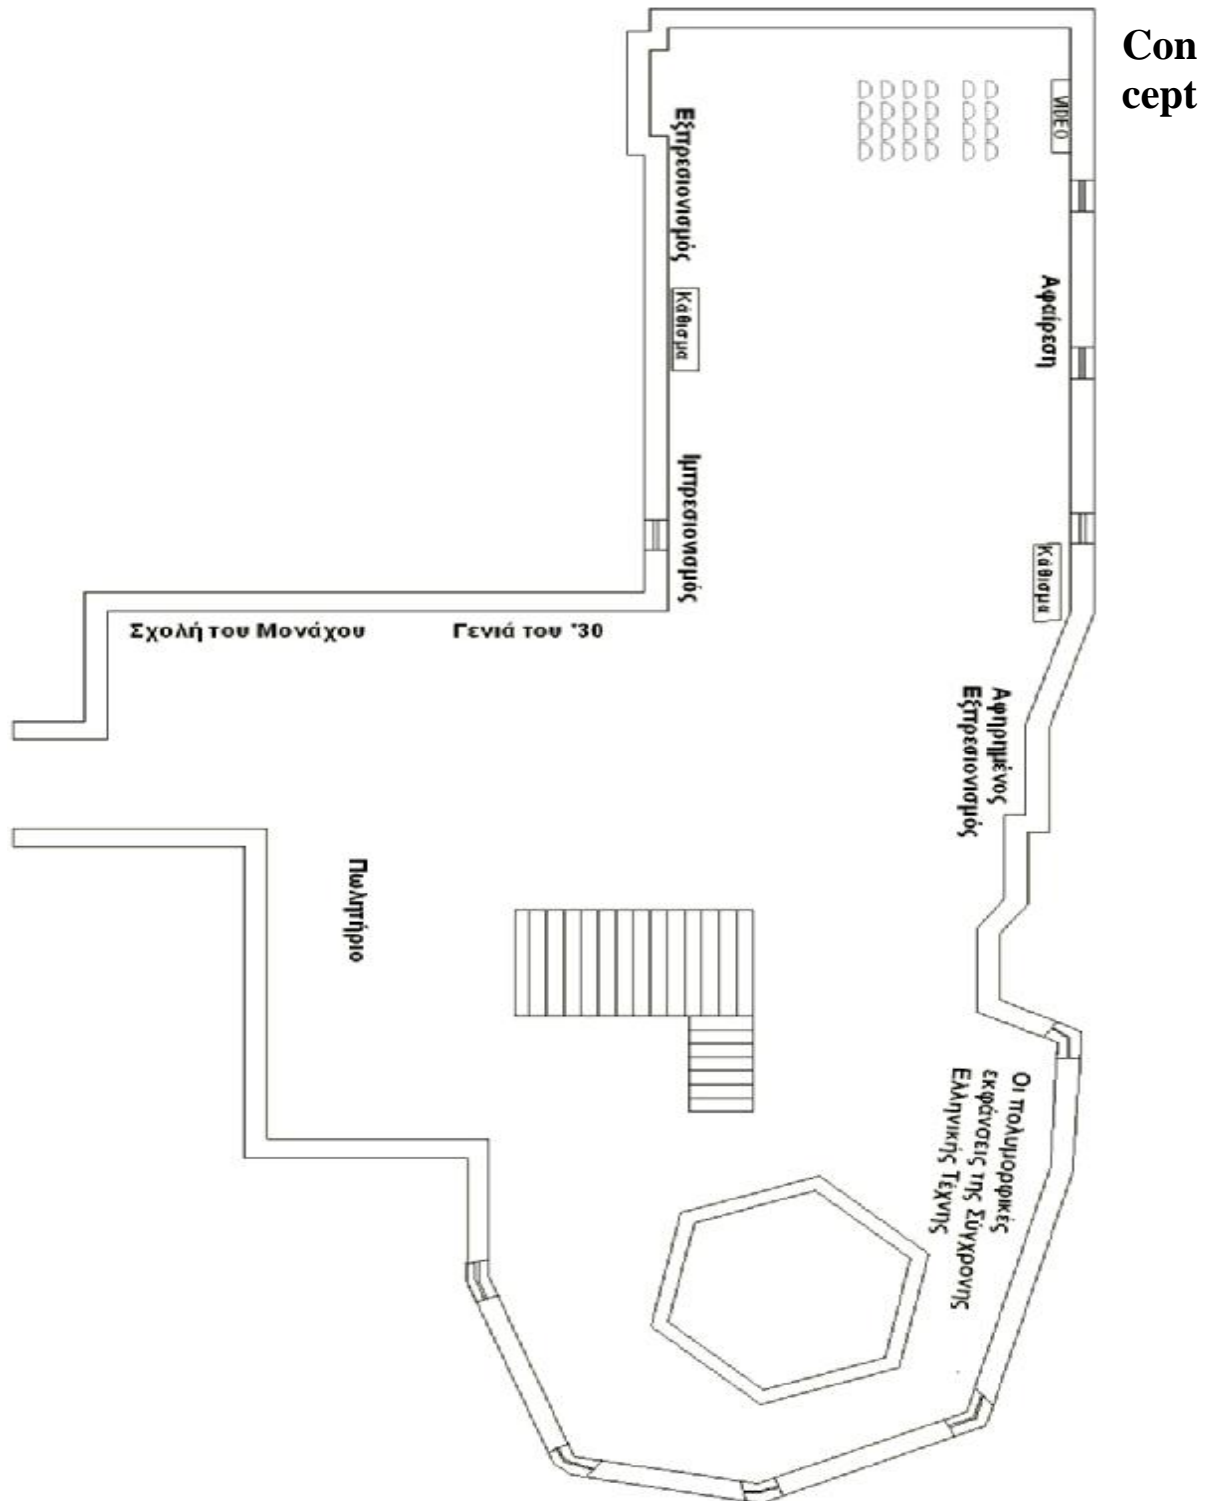 Con
cept
VIDEO
Εξπρεσιονισμός
Κάθισμα
Αφαίρεση
Ιμπρεσιονισμός
Κάθισμα
Σχολή του Μονάχου
Γενιά του '30
Αφηρημένος
Εξπρεσιονισμός
Πωλητήριο
Οι πολυμορφικές
εκφάνσεις της Σύγχρονης
Ελληνικής Τέχνης